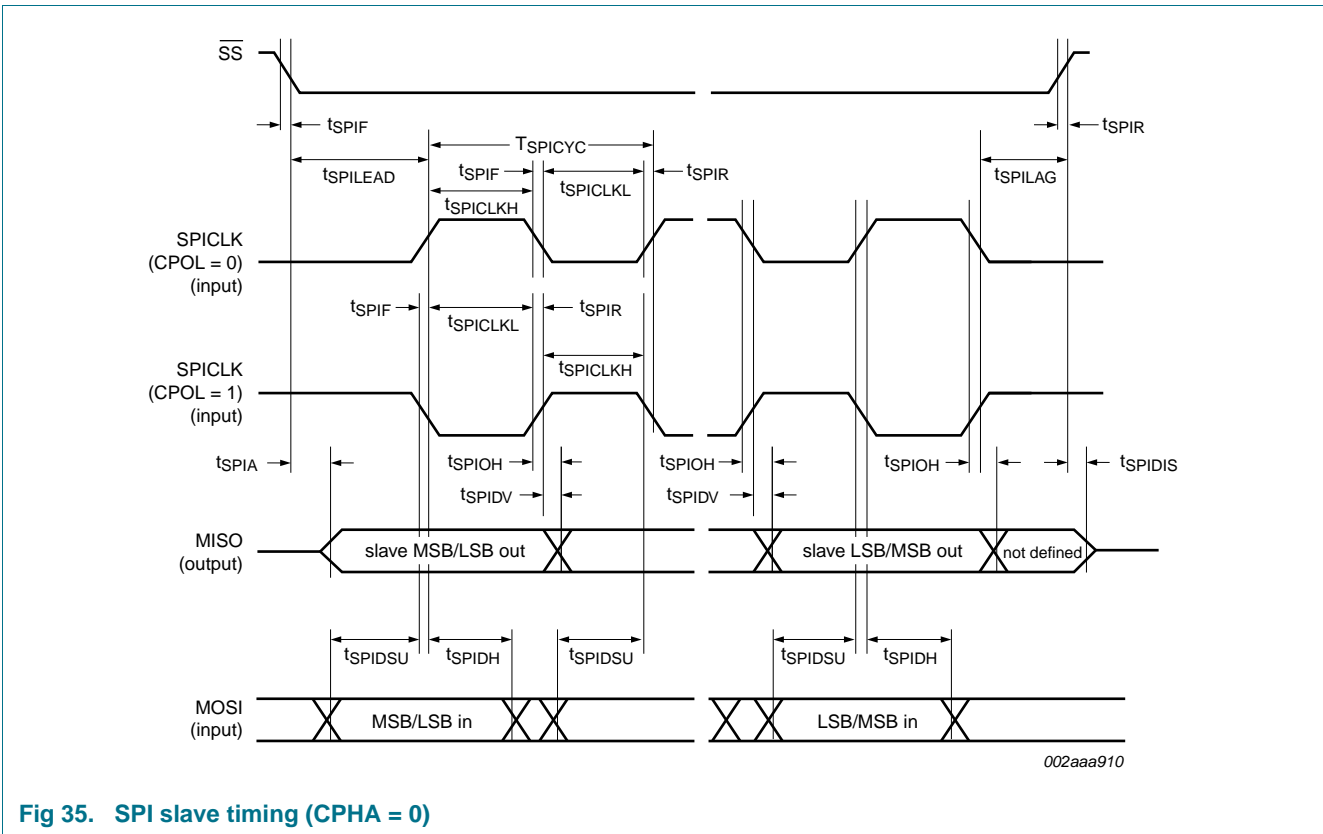 SS
tSPIF
TSPICYC
tSPIR
tSPILEAD
tSPIF
tSPICLKL
tSPIR
tSPILAG
tSPICLKH
SPICLK
(CPOL = 0)
(input)
tSPIF
tSPICLKL
tSPIR
tSPICLKH
SPICLK
(CPOL = 1)
(input)
tSPIA
tSPIOH
tSPIOH
tSPIOH
tSPIDIS
tSPIDV
tSPIDV
MISO
(output)
slave MSB/LSB out
slave LSB/MSB out
not defined
tSPIDSU
tSPIDH
tSPIDSU
tSPIDSU
tSPIDH
MOSI
(input)
MSB/LSB in
LSB/MSB in
002aaa910
Fig 35. SPI slave timing (CPHA = 0)